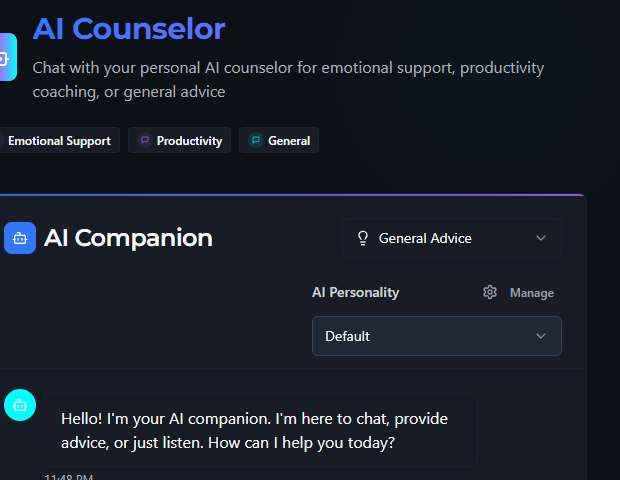 AI Counselor
Chat with your personal AI counselor for emotional support, productivity
coaching, or general advice
Emotional Support Productivity General
AI Companion General Advice
AI Personality Manage
Default
Hello! I'm your AI companion. I'm here to chat, provide
advice, or just listen. How can I help you today?
11:48 PM